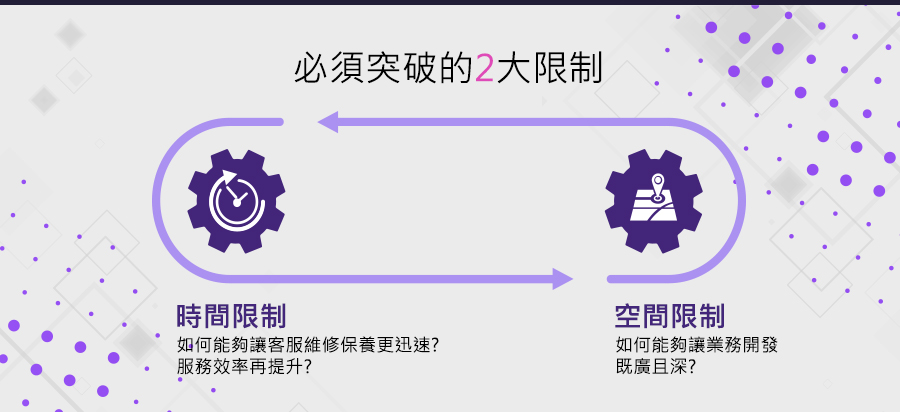 必須突破的2大限制
時間限制
如何能夠讓客服維修保養更迅速?
服務效率再提升?
空間限制
如何能夠讓業務開發
既廣且深?